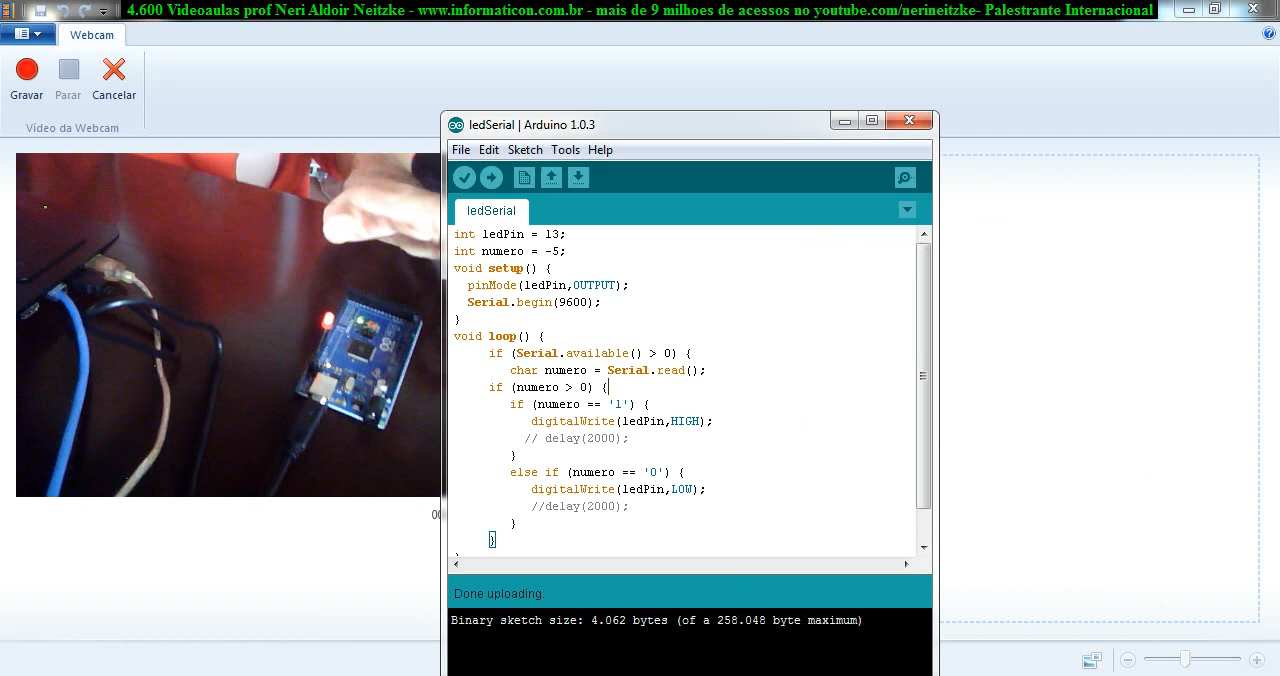 4.600 Videoaulas prof Neri Aldoir Neitzke - www.informaticon.com.br - mais de 9 milhoes de acessos no youtube.com/nerineitzke- Palestrante Internacional
Webcam
Gravar Parar Cancelar
Vídeo da Webcam
ledSerial | Arduino 1.0.3
File Edit Sketch Tools Help
ledSerial
int ledPin = 13;
int numero = -5;
void setup() {
pinMode(ledPin,OUTPUT);
Serial.begin(9600);
}
void loop() {
if (Serial.available() > 0) {
char numero = Serial.read();
if (numero > 0) {
if (numero == '1') {
digitalWrite(ledPin,HIGH);
// delay(2000);
}
else if (numero == '0') {
digitalWrite(ledPin,LOW);
//delay(2000);
}
}
Done uploading.
Binary sketch size: 4.062 bytes (of a 258.048 byte maximum)